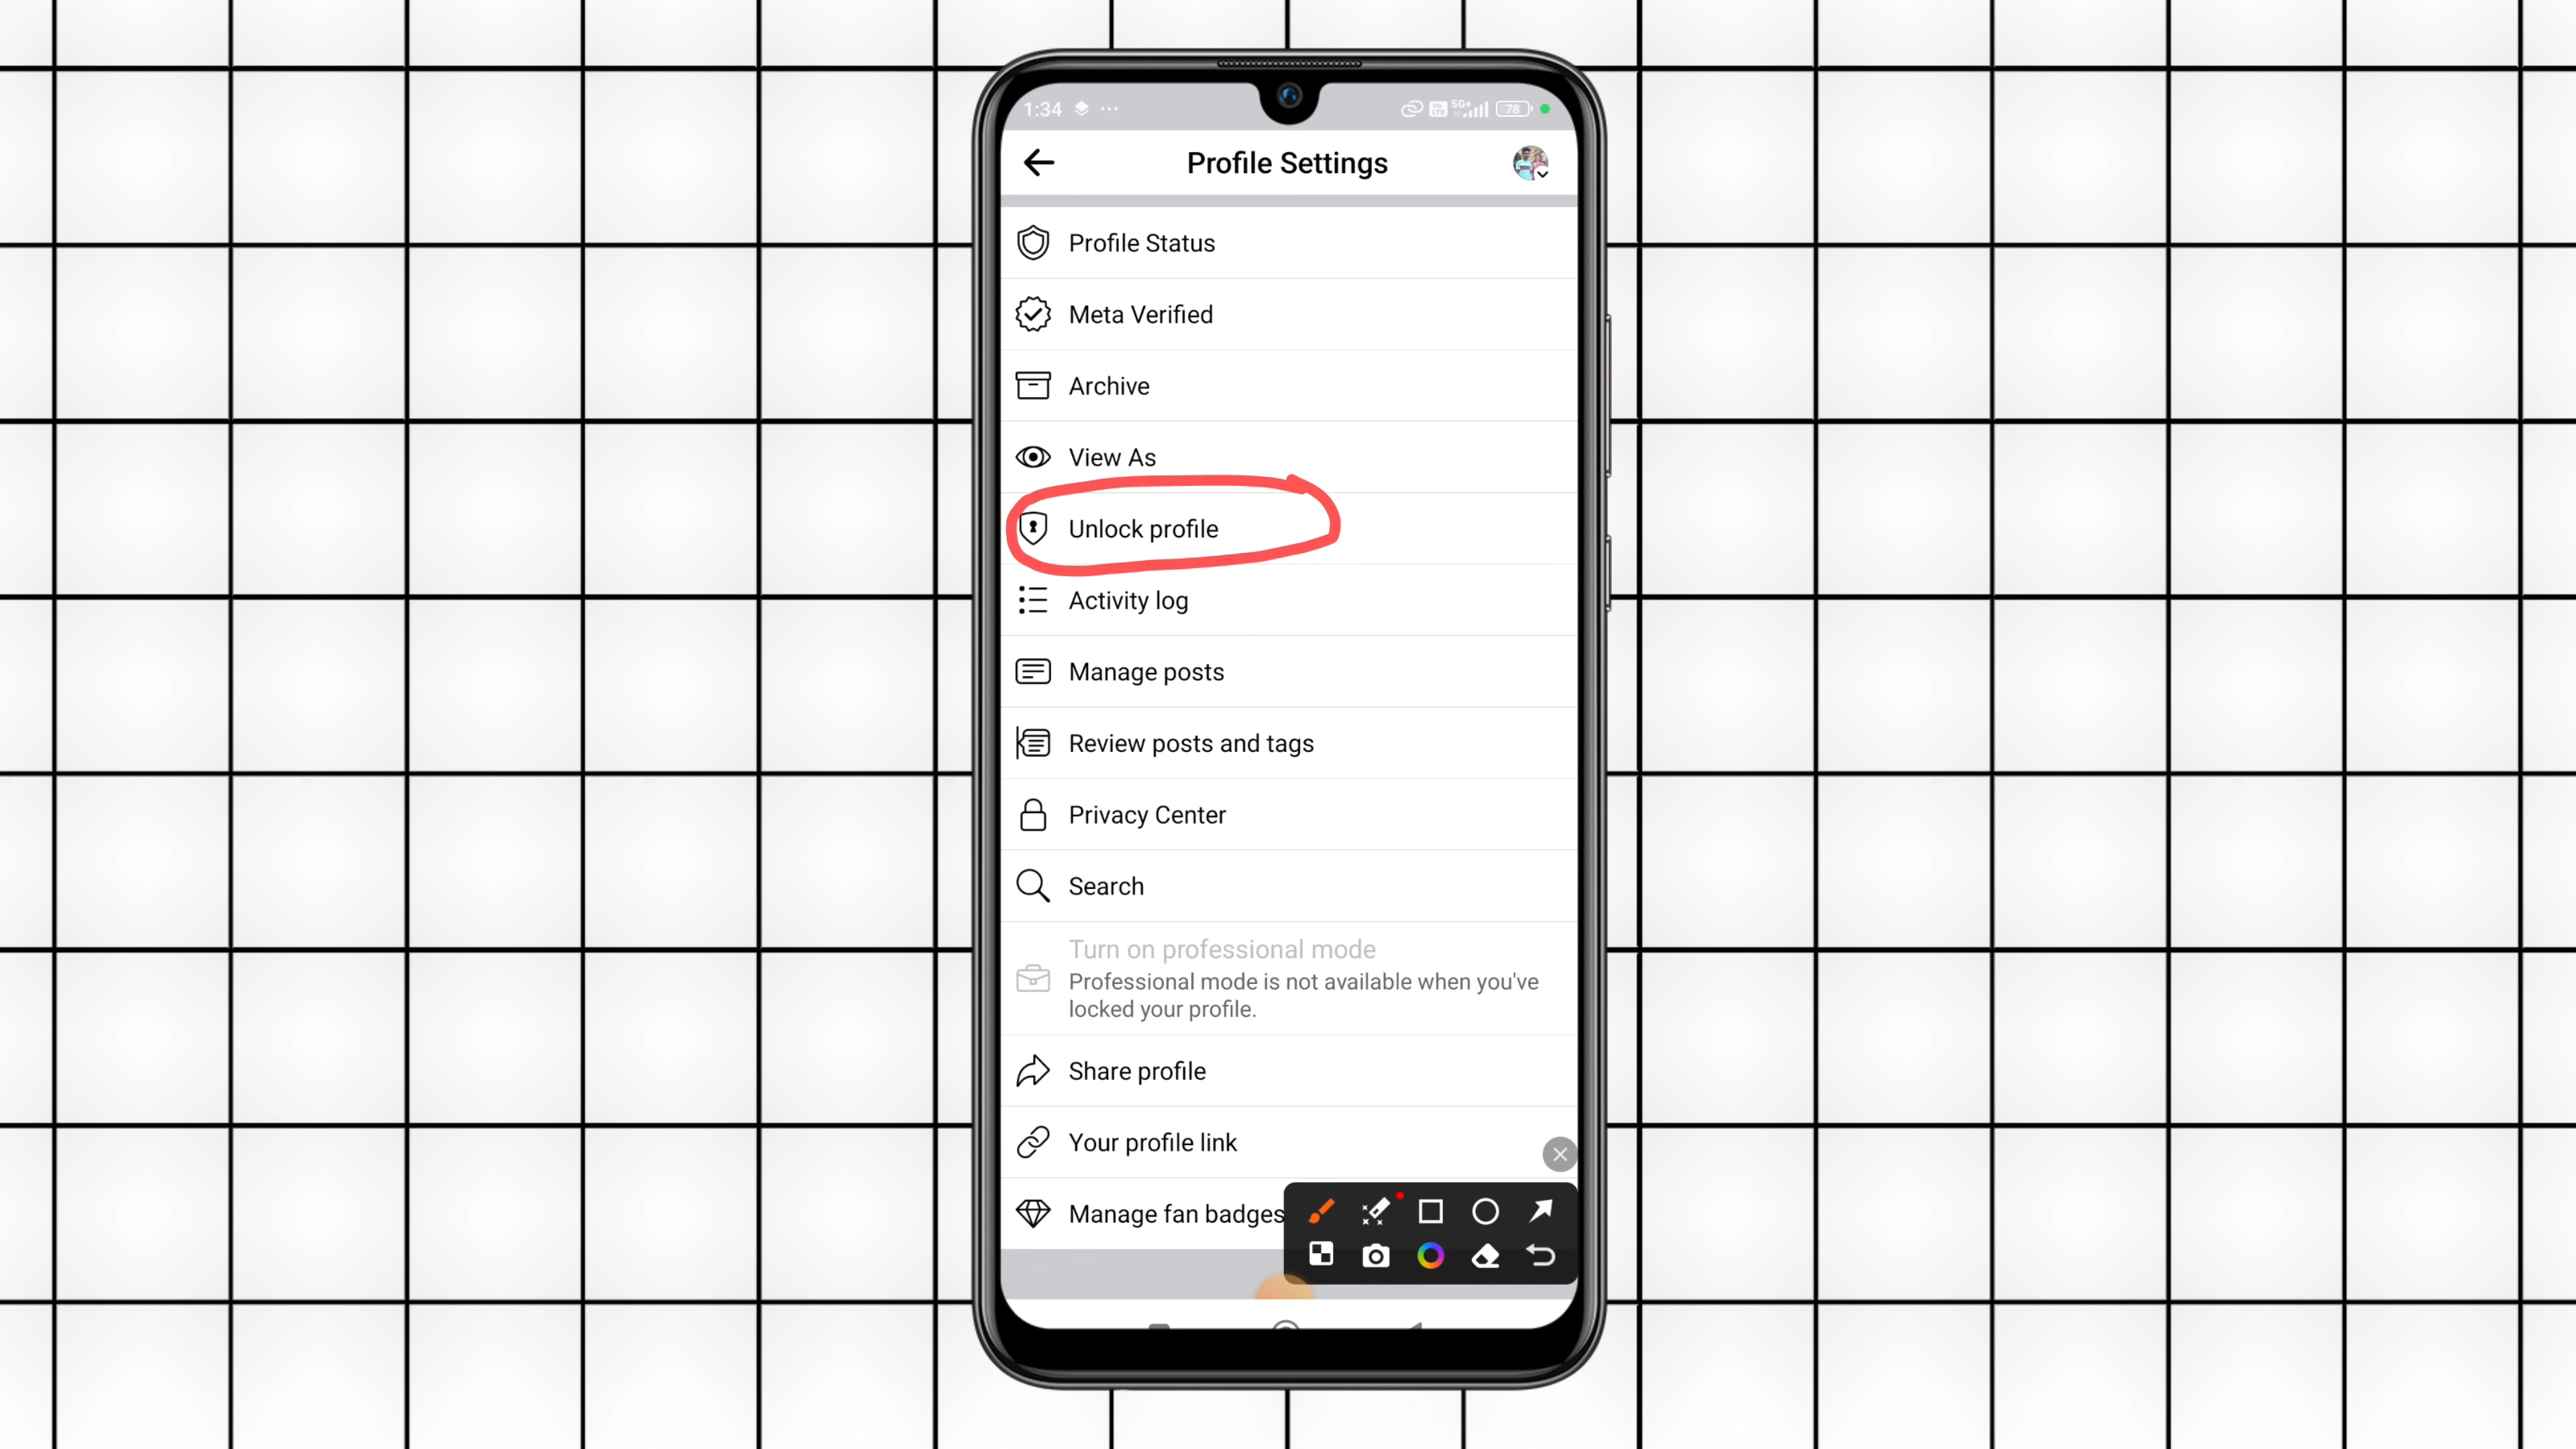 1:34
5G+
78
Profile Settings
Profile Status
Meta Verified
Archive
View As
Unlock profile
Activity log
Manage posts
Review posts and tags
Privacy Center
Search
Turn on professional mode
Professional mode is not available when you've
locked your profile.
Share profile
Your profile link
Manage fan badges